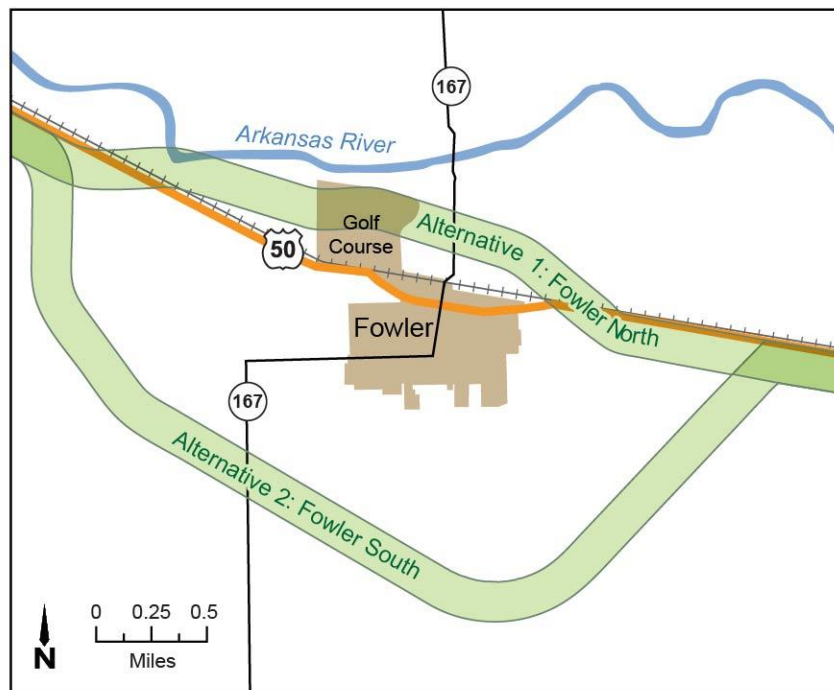 167
Arkansas River
Golf
Course
50
Alternative 1: Fowler North
Fowler
167
Alternative 2: Fowler South
0 0.25 0.5
Miles
N